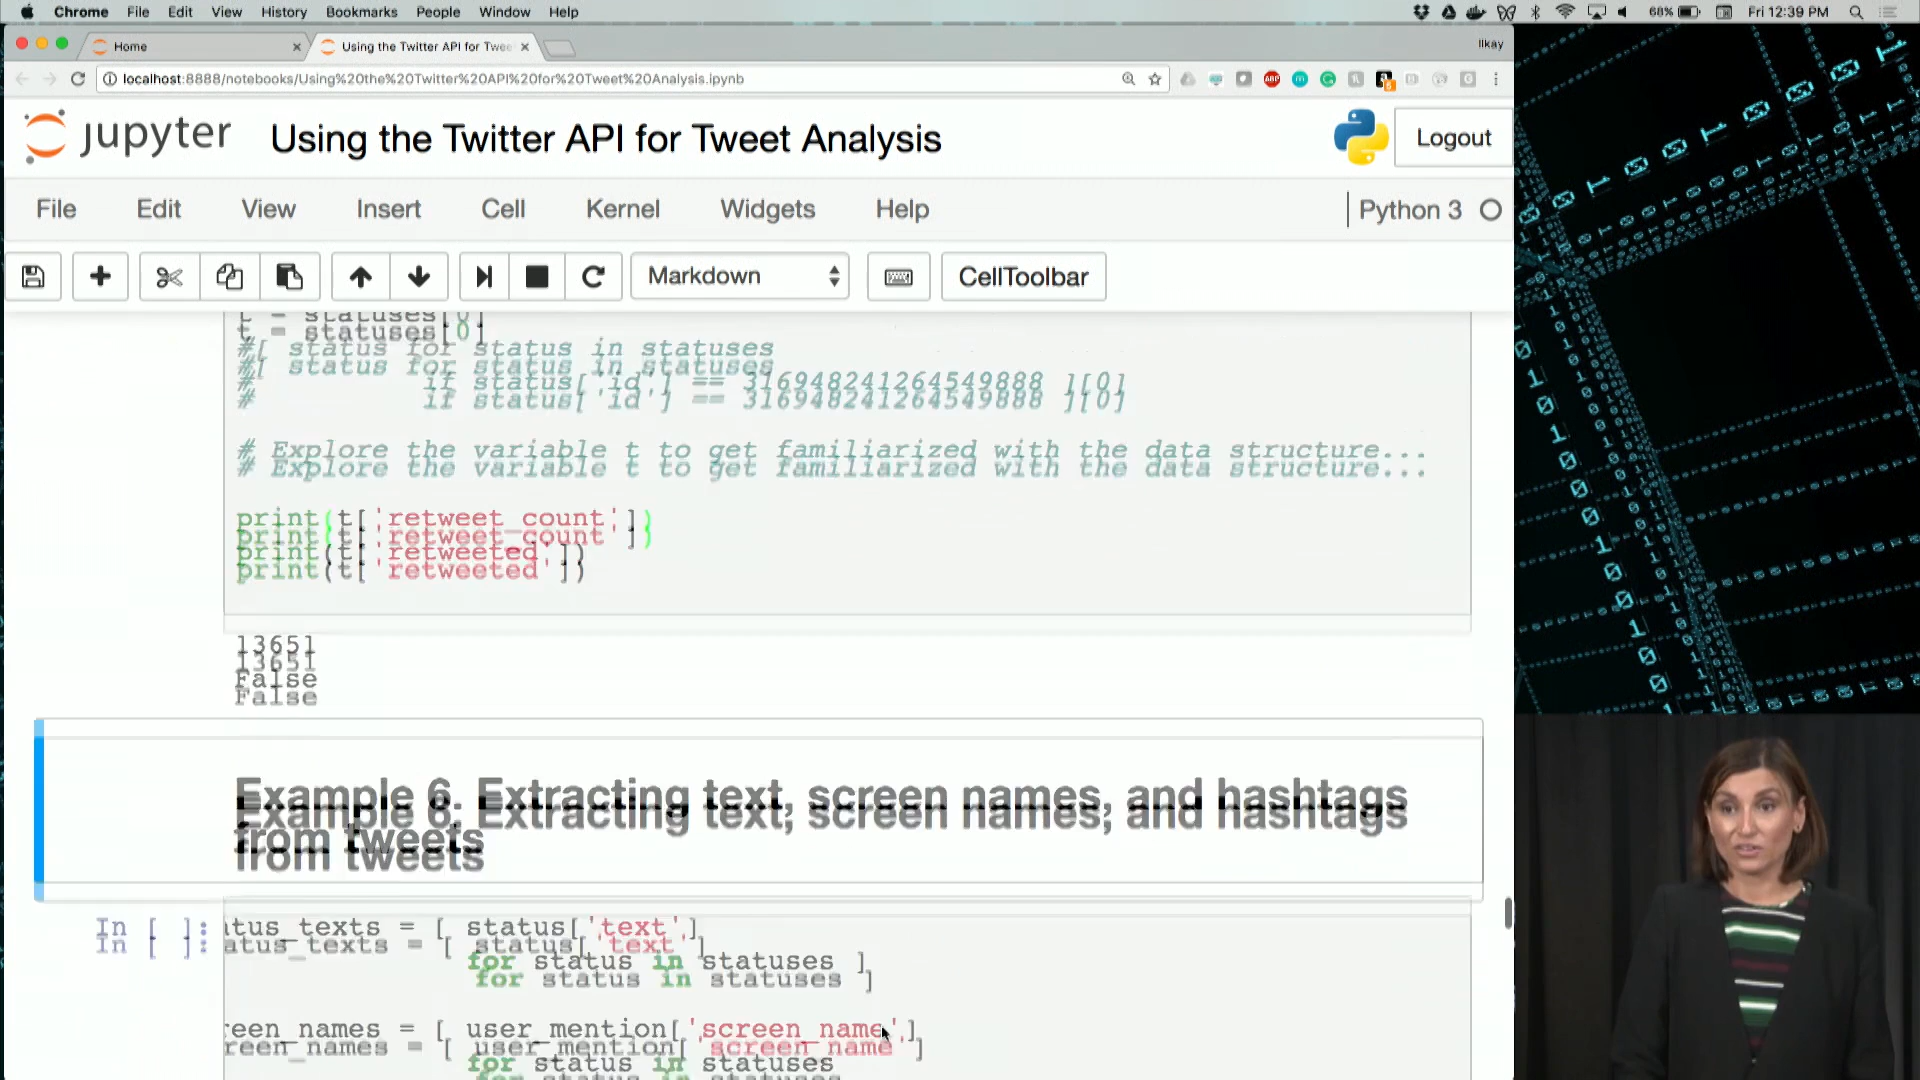 Chrome File Edit View History Bookmarks People Window Help 68% Fri 12:39 PM
Home Using the Twitter API for Twee Ilkay
localhost:8888/notebooks/Using%20the%20Twitter%20API%20for%20Tweet%20Analysis.ipynb ABP
jupyter Using the Twitter API for Tweet Analysis Logout
File Edit View Insert Cell Kernel Widgets Help Python 3
Markdown CellToolbar
t = statuses[0]
#[ status for status in statuses
# if status['id'] == 316948241264549888 ][0]
# Explore the variable t to get familiarized with the data structure...
print(t['retweet_count'])
print(t['retweeted'])
13651
False
Example 6. Extracting text, screen names, and hashtags
from tweets
In [ ]: atus_texts = [ status['text']
for status in statuses ]
reen_names = [ user_mention['screen_name']
for status in statuses